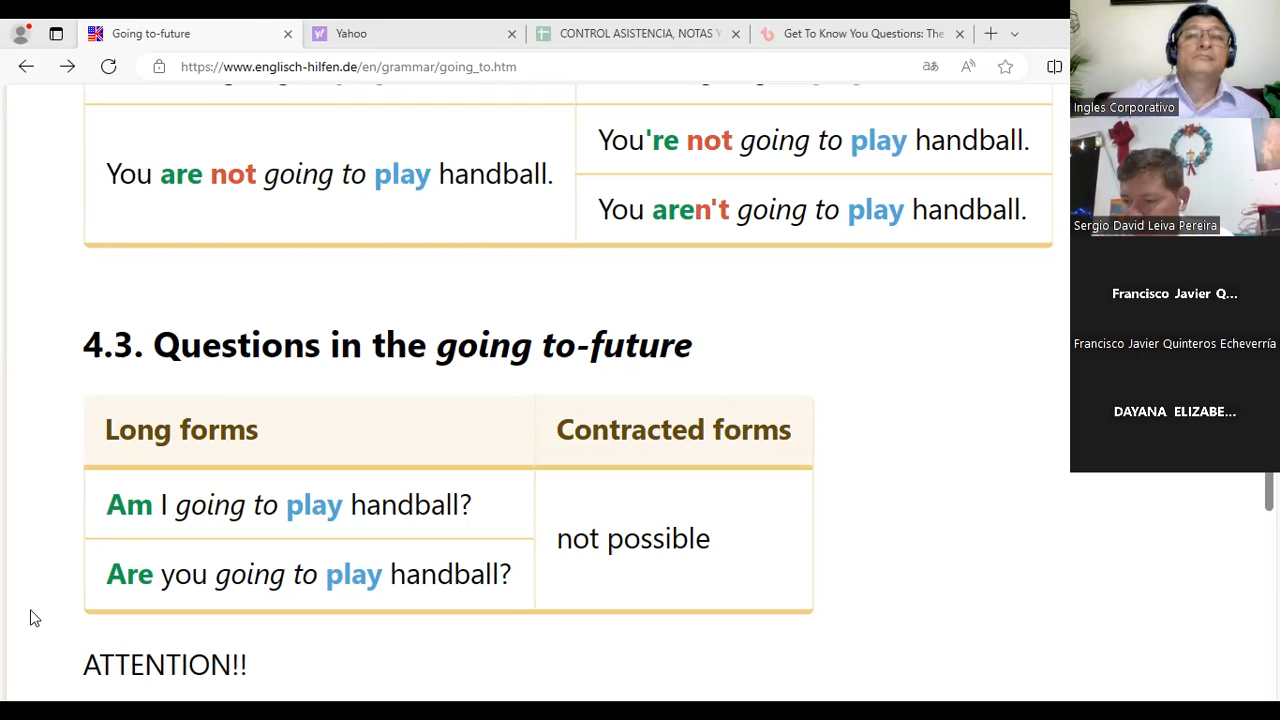 Going to-future
Yahoo
CONTROL ASISTENCIA, NOTAS
Get To Know You Questions: The
https://www.englisch-hilfen.de/en/grammar/going_to.htm
You are not going to play handball.
You're not going to play handball.
You aren't going to play handball.
4.3. Questions in the going to-future
Long forms
Contracted forms
Am I going to play handball?
Are you going to play handball?
not possible
ATTENTION!!
Ingles Corporativo
Sergio David Leiva Pereira
Francisco Javier Q...
Francisco Javier Quinteros Echeverría
DAYANA ELIZABE...